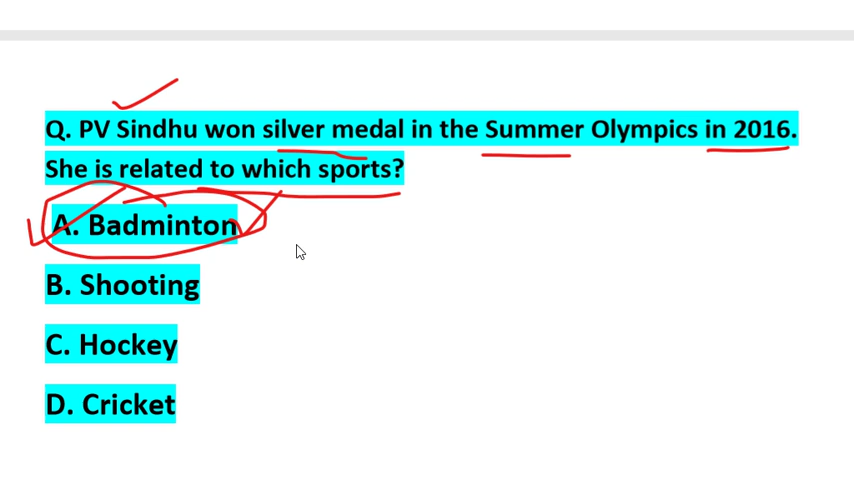 Q. PV Sindhu won silver medal in the Summer Olympics in 2016.
She is related to which sports?
A. Badminton
B. Shooting
C. Hockey
D. Cricket